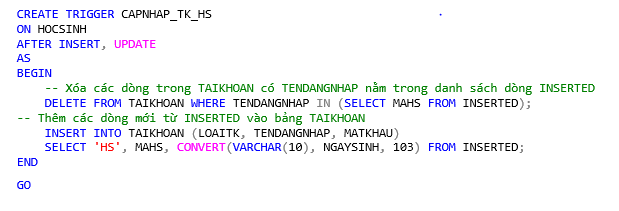 CREATE TRIGGER CAPNHAP_TK_HS
ON HOCSINH
AFTER INSERT, UPDATE
AS
BEGIN
-- Xóa các dòng trong TAIKHOAN có TENDANGNHAP nằm trong danh sách dòng INSERTED
DELETE FROM TAIKHOAN WHERE TENDANGNHAP IN (SELECT MAHS FROM INSERTED);
-- Thêm các dòng mới từ INSERTED vào bảng TAIKHOAN
INSERT INTO TAIKHOAN (LOAITK, TENDANGNHAP, MATKHAU)
SELECT 'HS', MAHS, CONVERT(VARCHAR(10), NGAYSINH, 103) FROM INSERTED;
END
GO